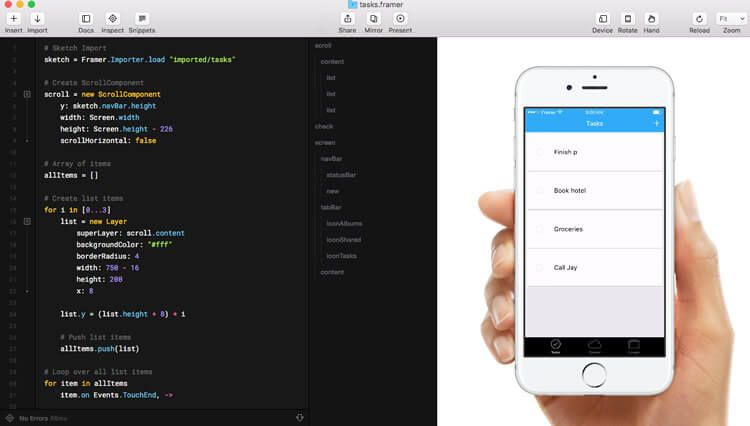 tasks.framer
Insert Import Docs Inspect Snippets Share Mirror Present Device Rotate Hand Reload Fit Zoom
# Sketch Import
sketch = Framer.Importer.load "imported/tasks"
# Create ScrollComponent
scroll = new ScrollComponent
y: sketch.navBar.height
width: Screen.width
height: Screen.height - 226
scrollHorizontal: false
# Array of items
allItems = []
# Create list items
for i in [0...3]
list = new Layer
superLayer: scroll.content
backgroundColor: "#fff"
borderRadius: 4
width: 750 - 16
height: 200
x: 8
list.y = (list.height + 8) * i
# Push list items
allItems.push(list)
# Loop over all list items
for item in allItems
item.on Events.TouchEnd, ->
No Errors
scroll
content
list
list
list
check
screen
navBar
statusBar
new
tabBar
iconAlbums
iconShared
iconTasks
content
Framer
Tasks +
Finish p
Book hotel
Groceries
Call Jay
Tasks